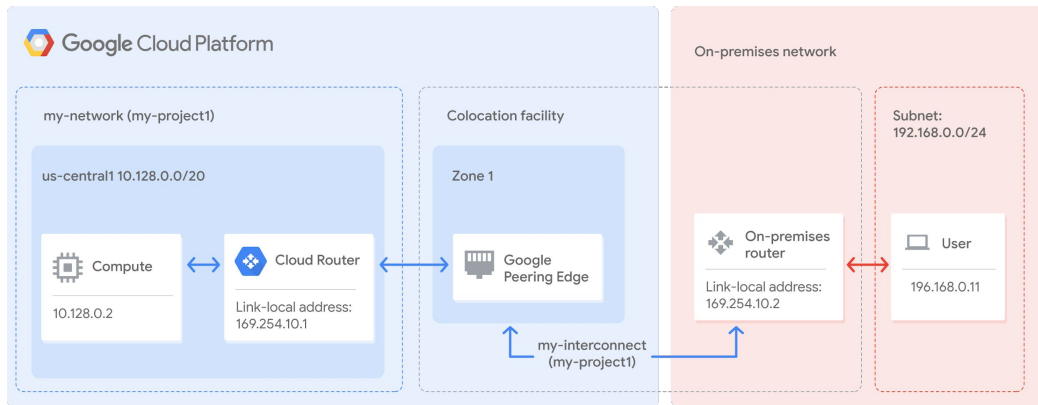 Google Cloud Platform
On-premises network
my-network (my-project1)
Colocation facility
Subnet:
192.168.0.0/24
us-central1 10.128.0.0/20
Zone 1
Compute
10.128.0.2
Cloud Router
Link-local address:
169.254.10.1
Google
Peering Edge
On-premises
router
Link-local address:
169.254.10.2
User
196.168.0.11
my-interconnect
(my-project1)